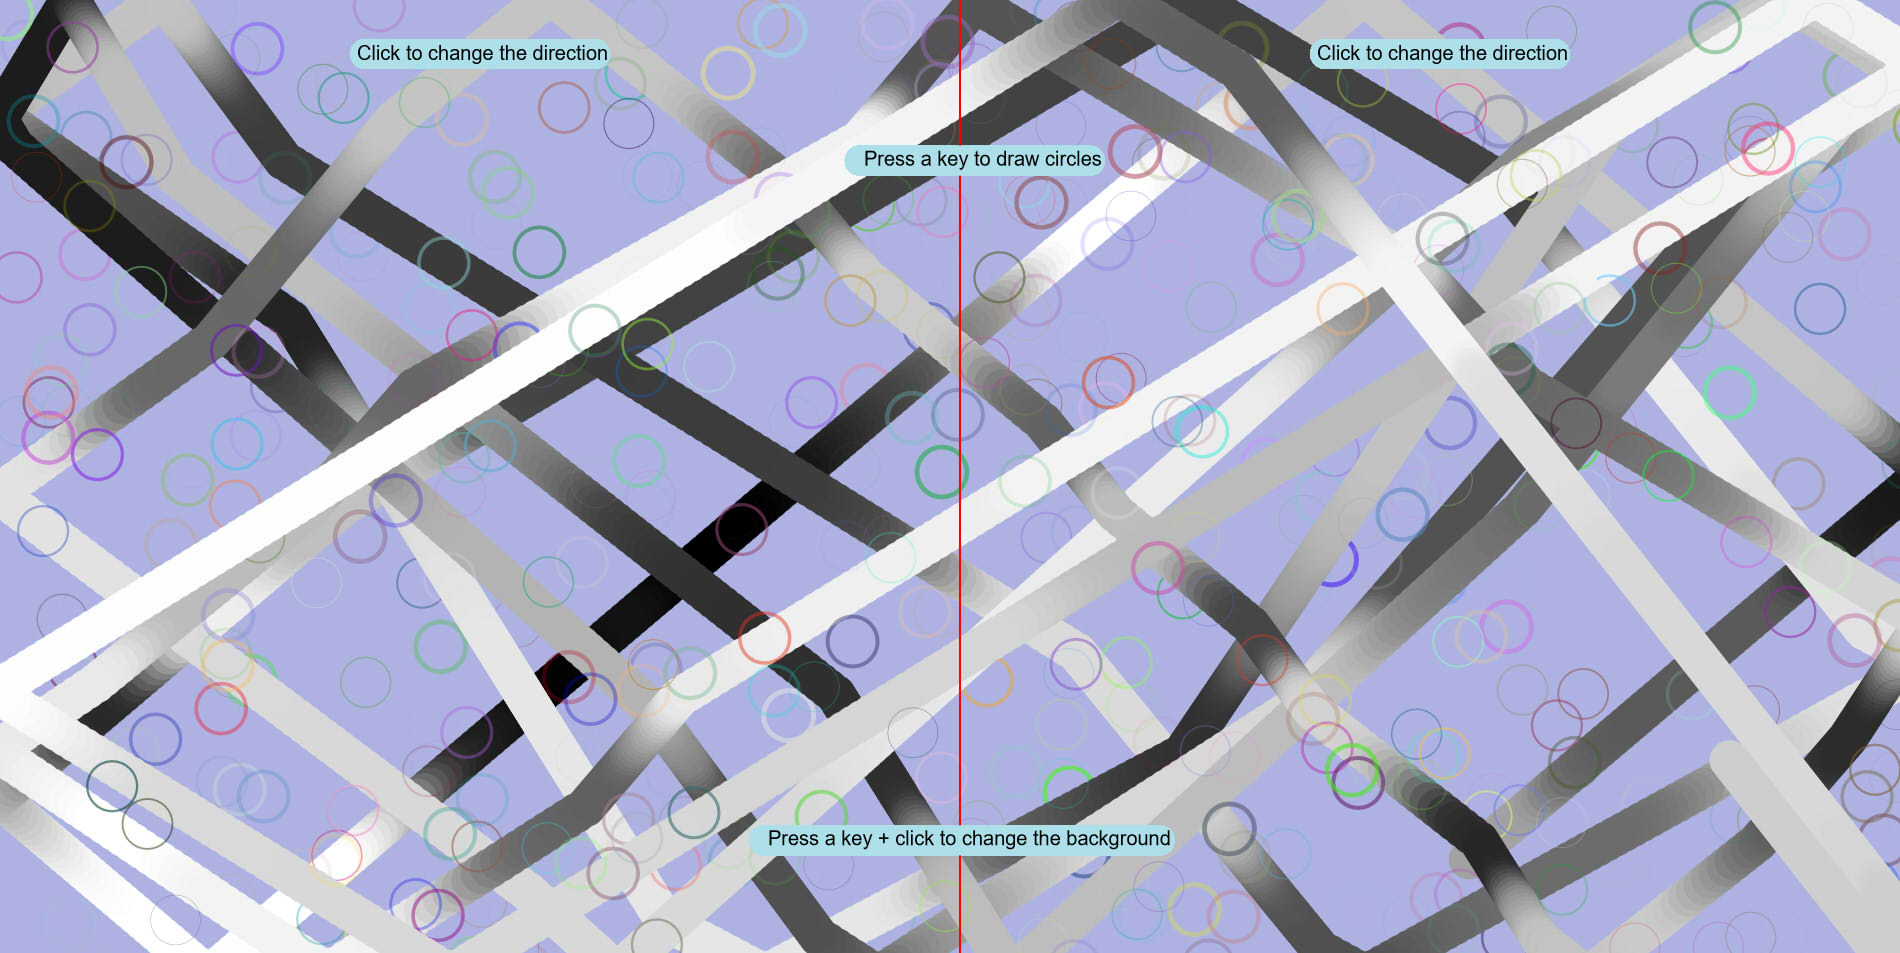 Click to change the direction
Click to change the direction
Press a key to draw circles
Press a key + click to change the background